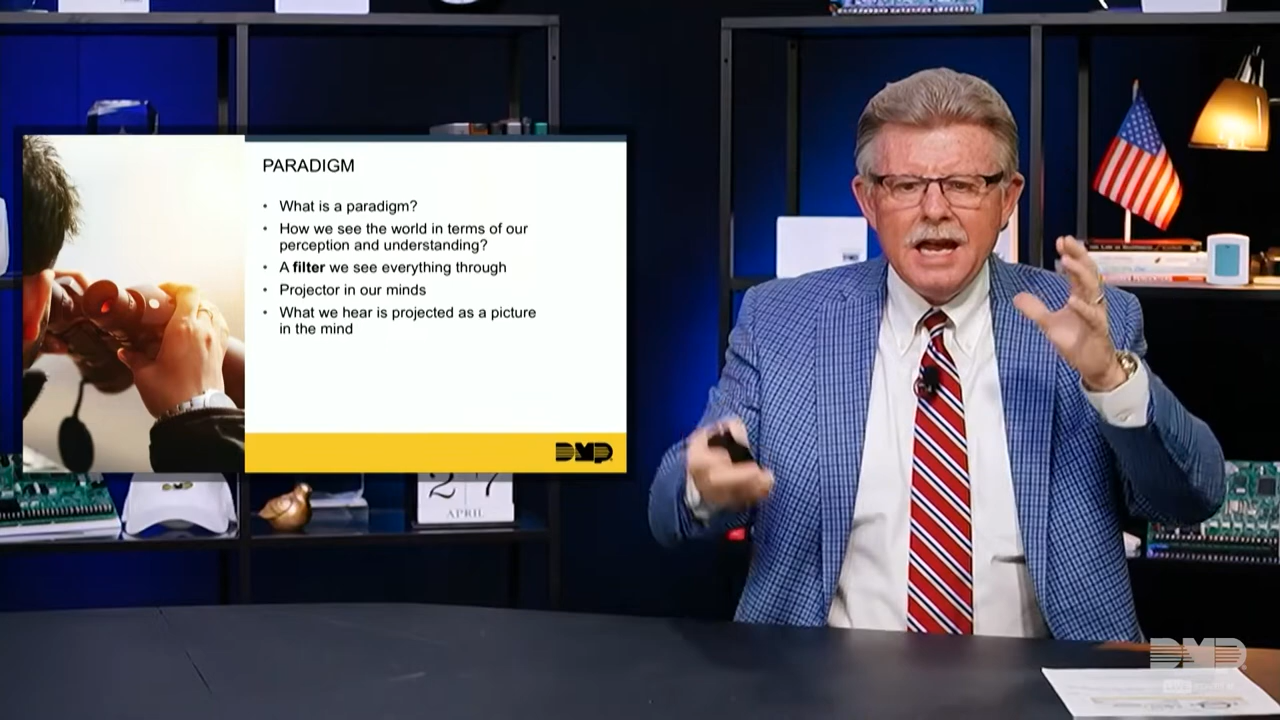 PARADIGM
• What is a paradigm?
• How we see the world in terms of our
perception and understanding?
• A filter we see everything through
• Projector in our minds
• What we hear is projected as a picture
in the mind
DMP
27
APRIL
DMP
LIVE